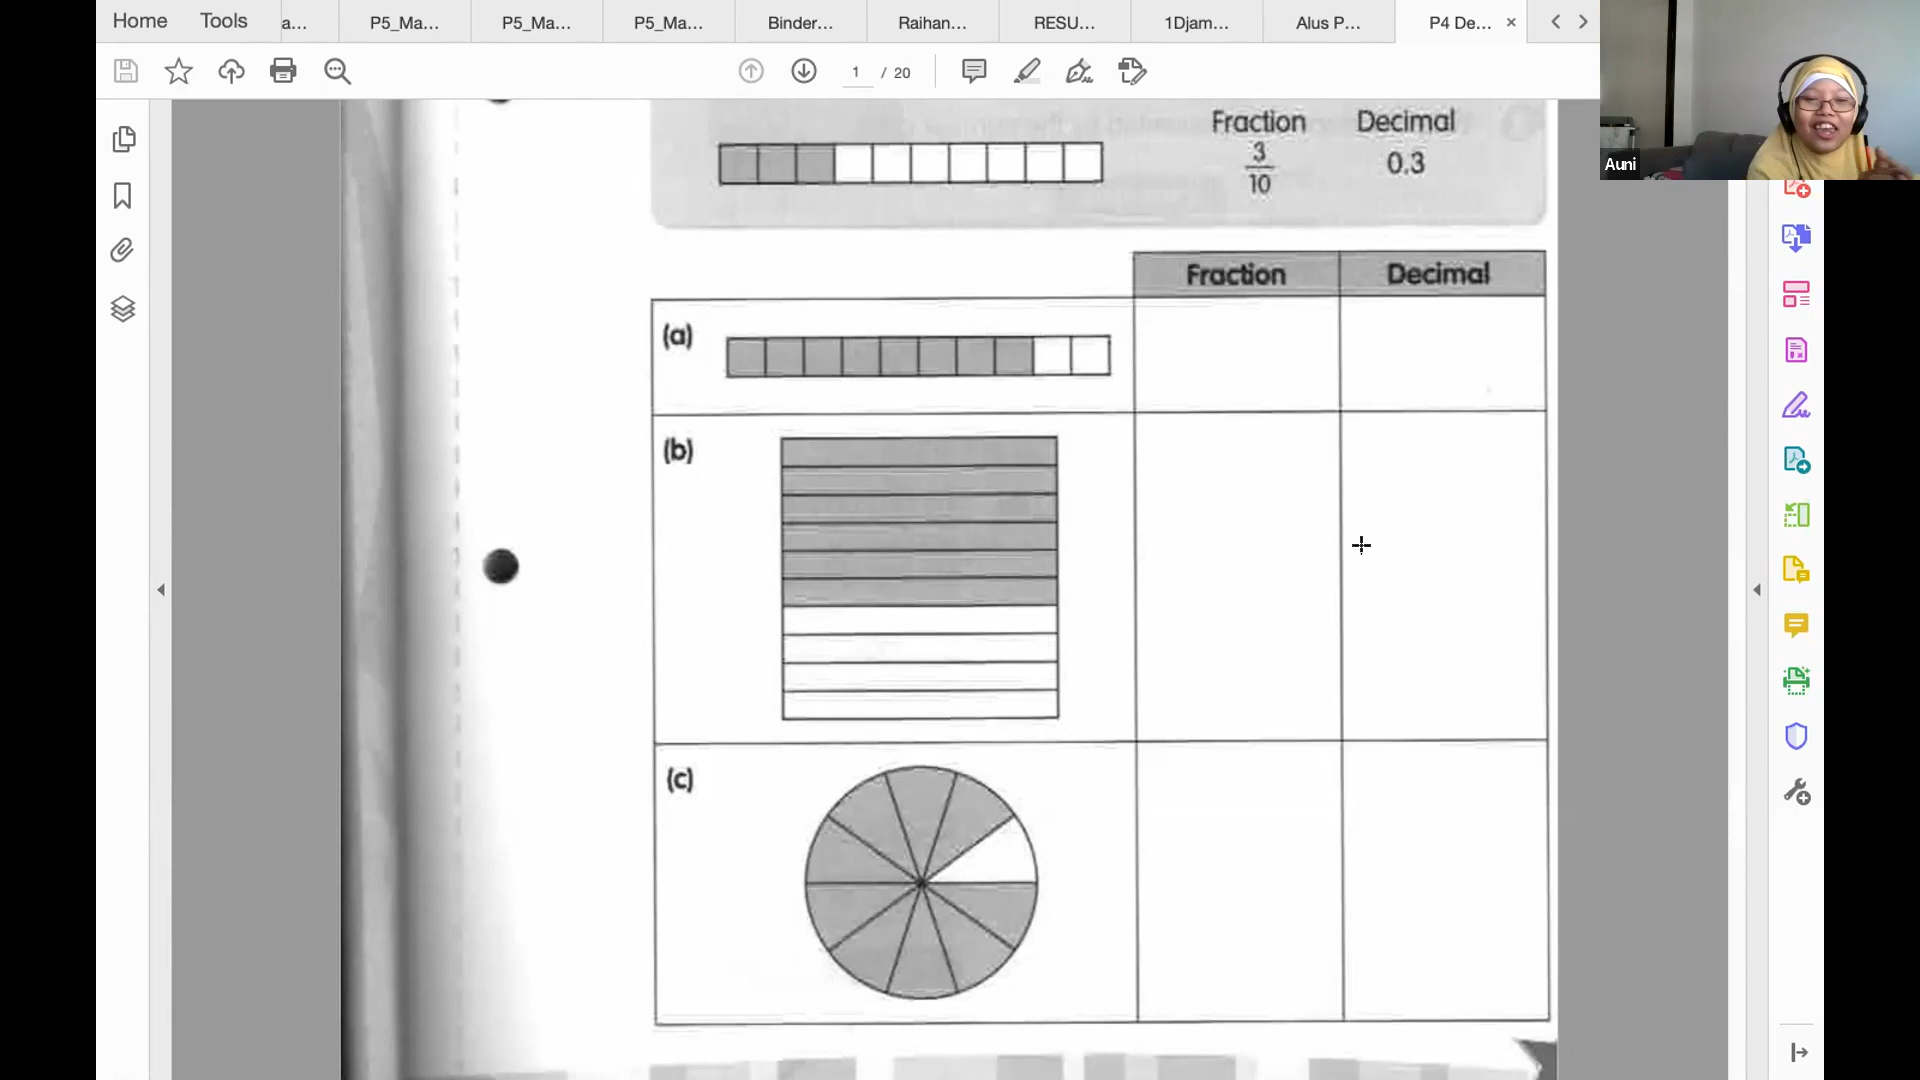 Home Tools a... P5_Ma... P5_Ma... P5_Ma... Binder... Raihan... RESU... 1Djam... Alus P... P4 De...
1 / 20
Auni
Fraction Decimal
3
10
0.3
Fraction Decimal
(a)
(b)
(c)